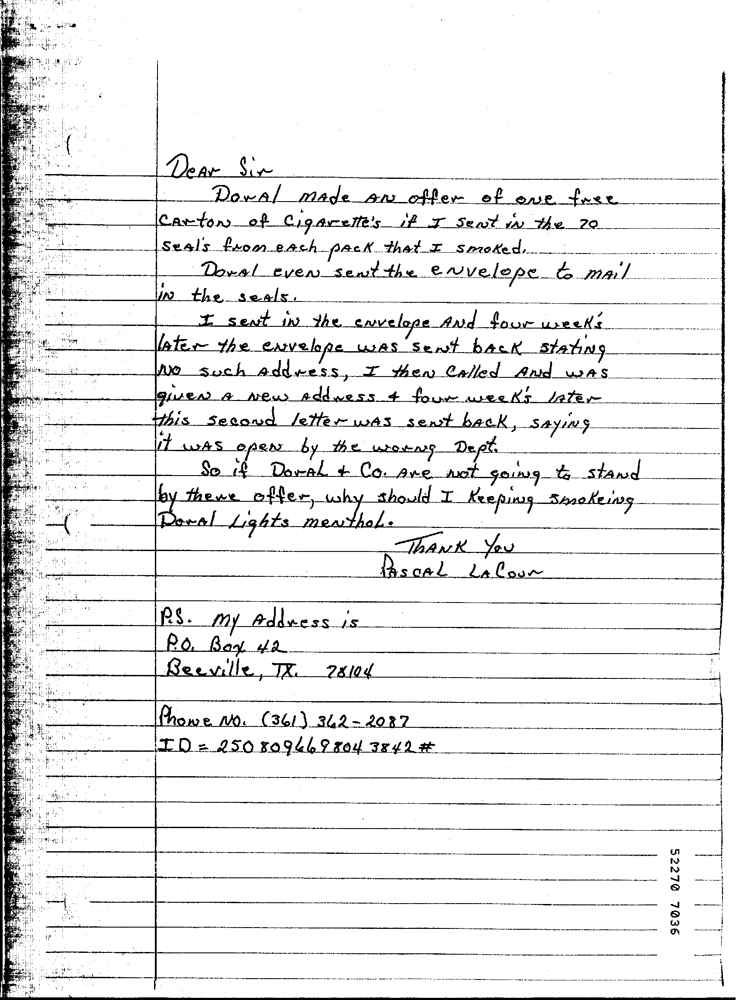 Dear Sir
Doral made an offer of one free
carton of Cigarette's if I sent in the 70
seal's from each pack that I smoked.
Doral even sent the envelope to mail
in the seals.
I sent in the envelope and four week's
later the envelope was sent back stating
no such address, I then called and was
given a new address + four week's later
this second letter was sent back, saying
it was open by the worng Dept.
So if Doral + Co. are not going to stand
by there offer, why should I Keeping smokeing
Doral Lights menthol.
Thank You
Pascal LaCour
P.S. my address is
P.O. Box 42
Beeville, TX. 78104
Phone No. (361) 362-2087
ID = 2508096698043842#
52270 7036